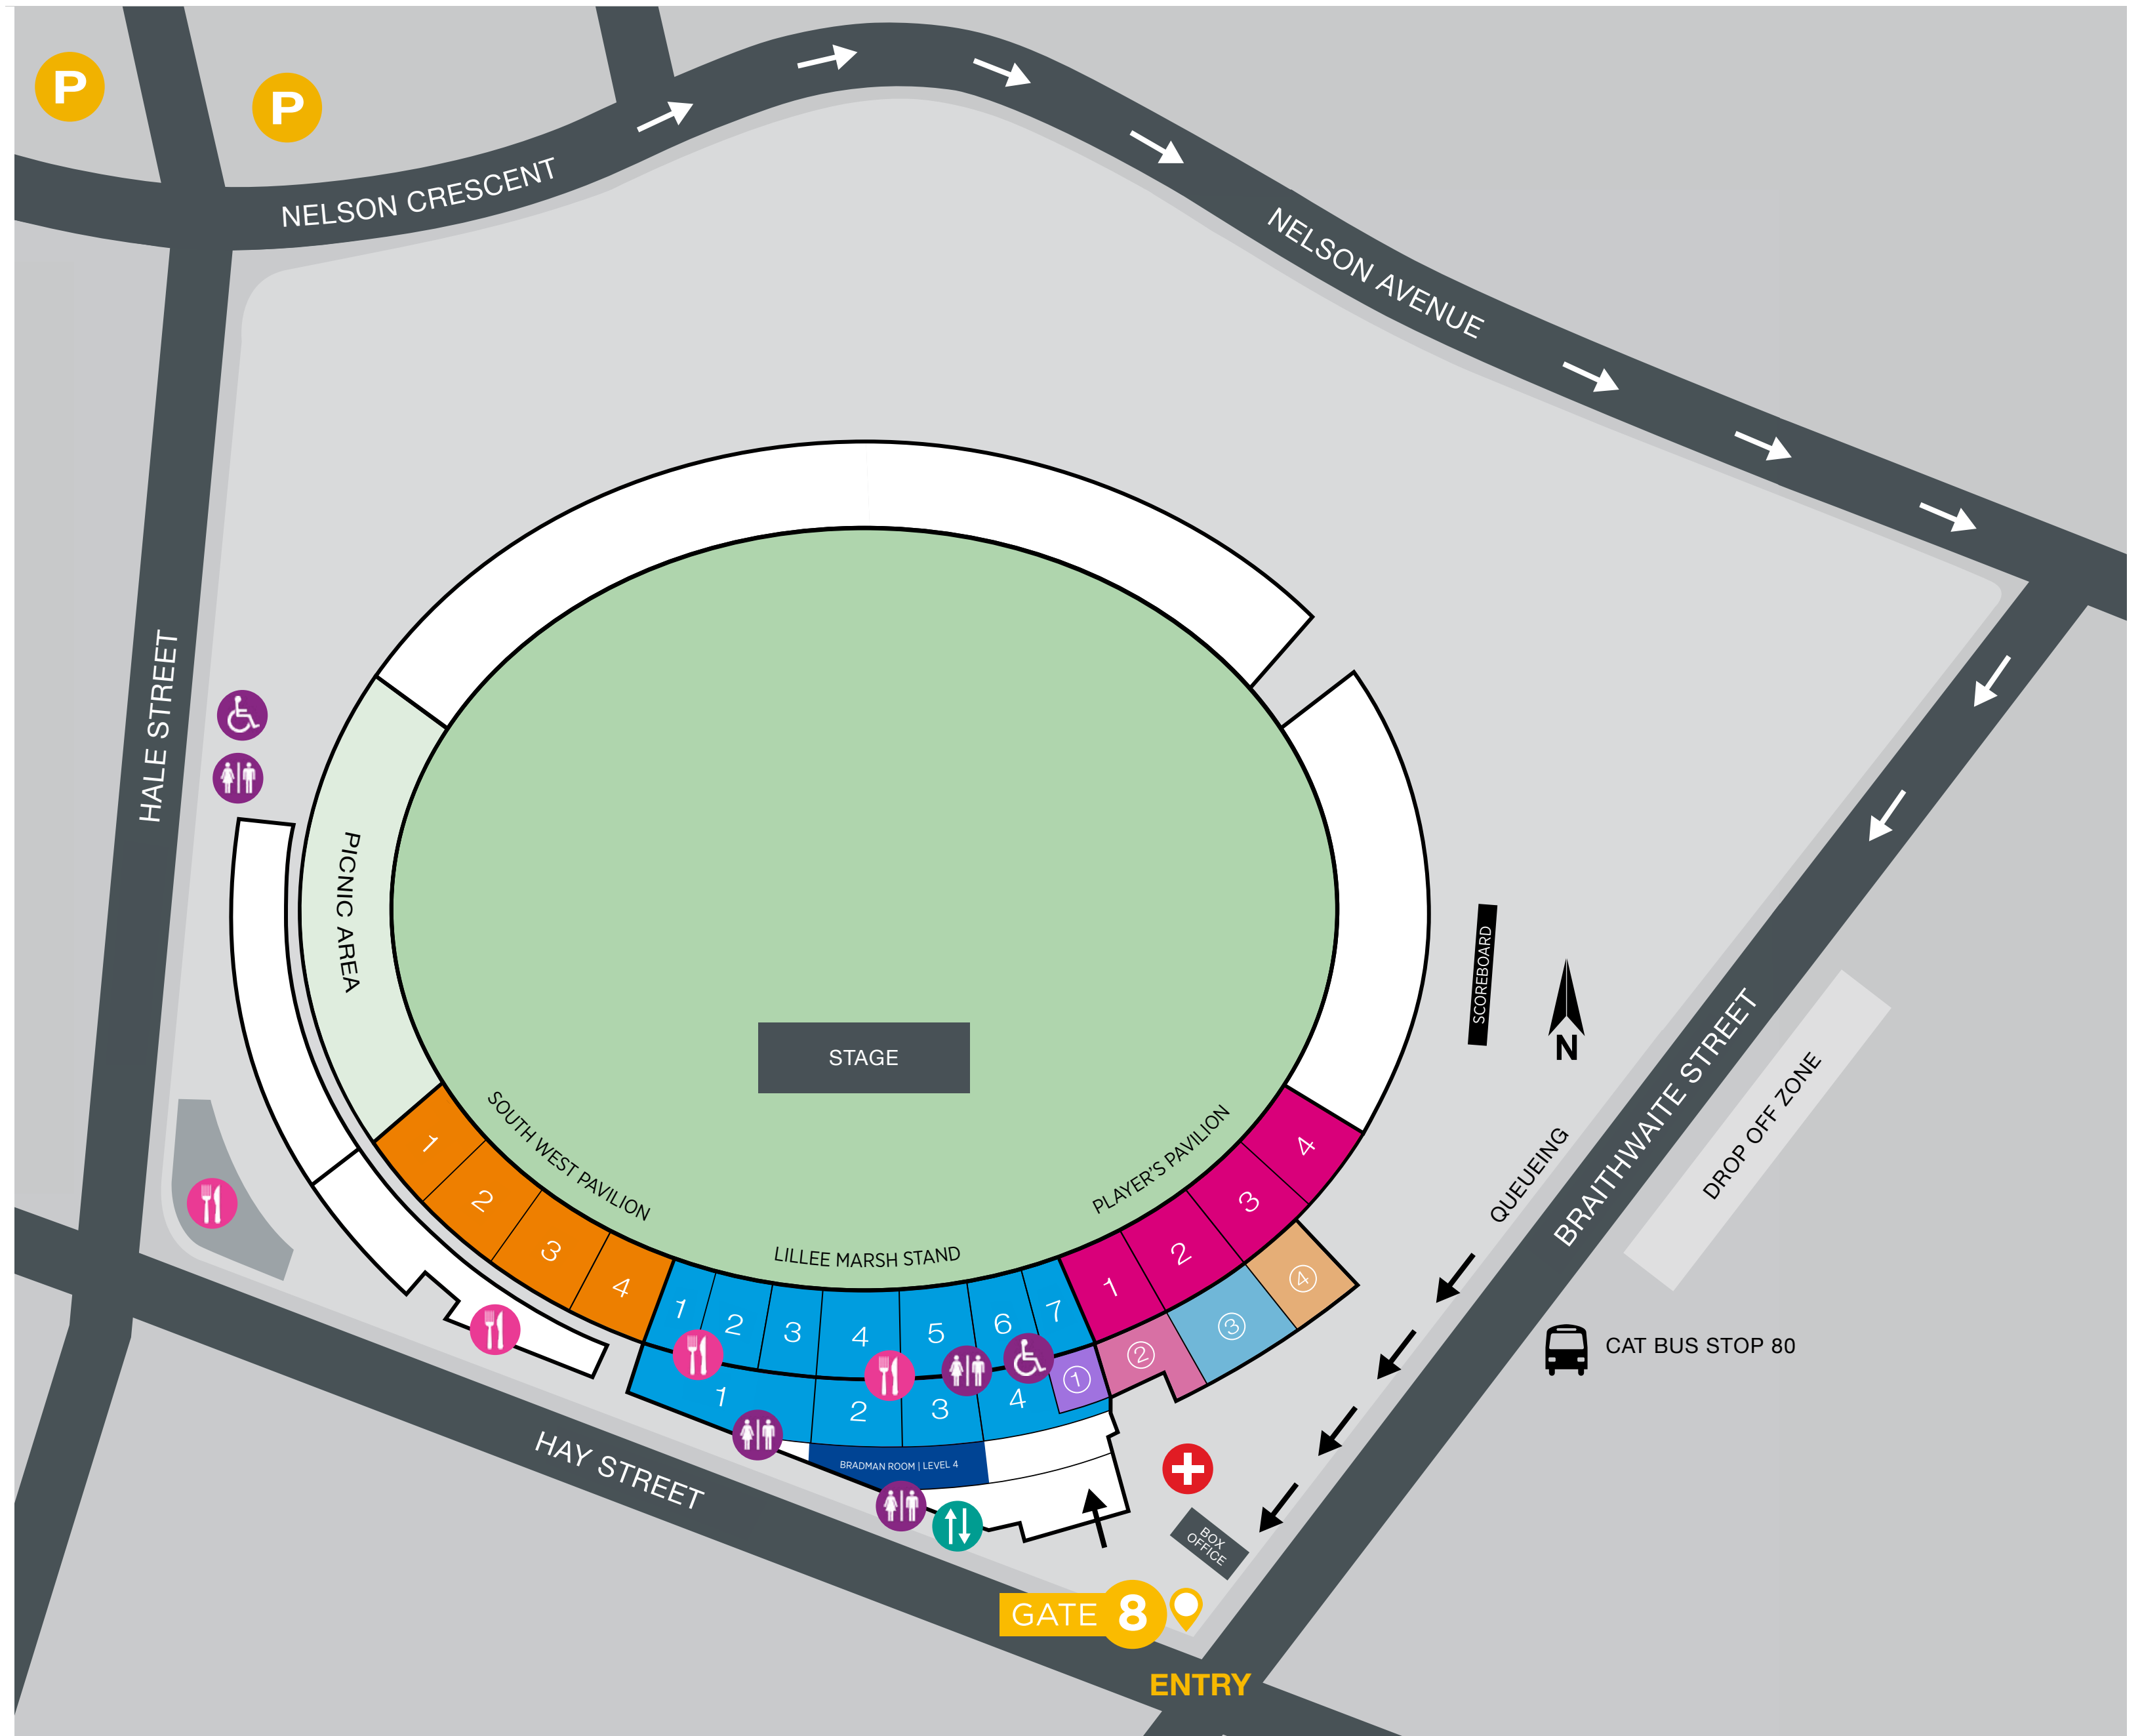 P
P
NELSON CRESCENT
NELSON AVENUE
HALE STREET
PICNIC AREA
SCOREBOARD
N
STAGE
BRAITHWAITE STREET
DROP OFF ZONE
QUEUEING
SOUTH WEST PAVILION
PLAYER'S PAVILION
LILLEE MARSH STAND
1
2
3
4
1
2
3
4
5
6
7
1
2
3
4
1
2
3
4
1
2
3
4
CAT BUS STOP 80
BRADMAN ROOM | LEVEL 4
HAY STREET
BOX
OFFICE
GATE 8
ENTRY